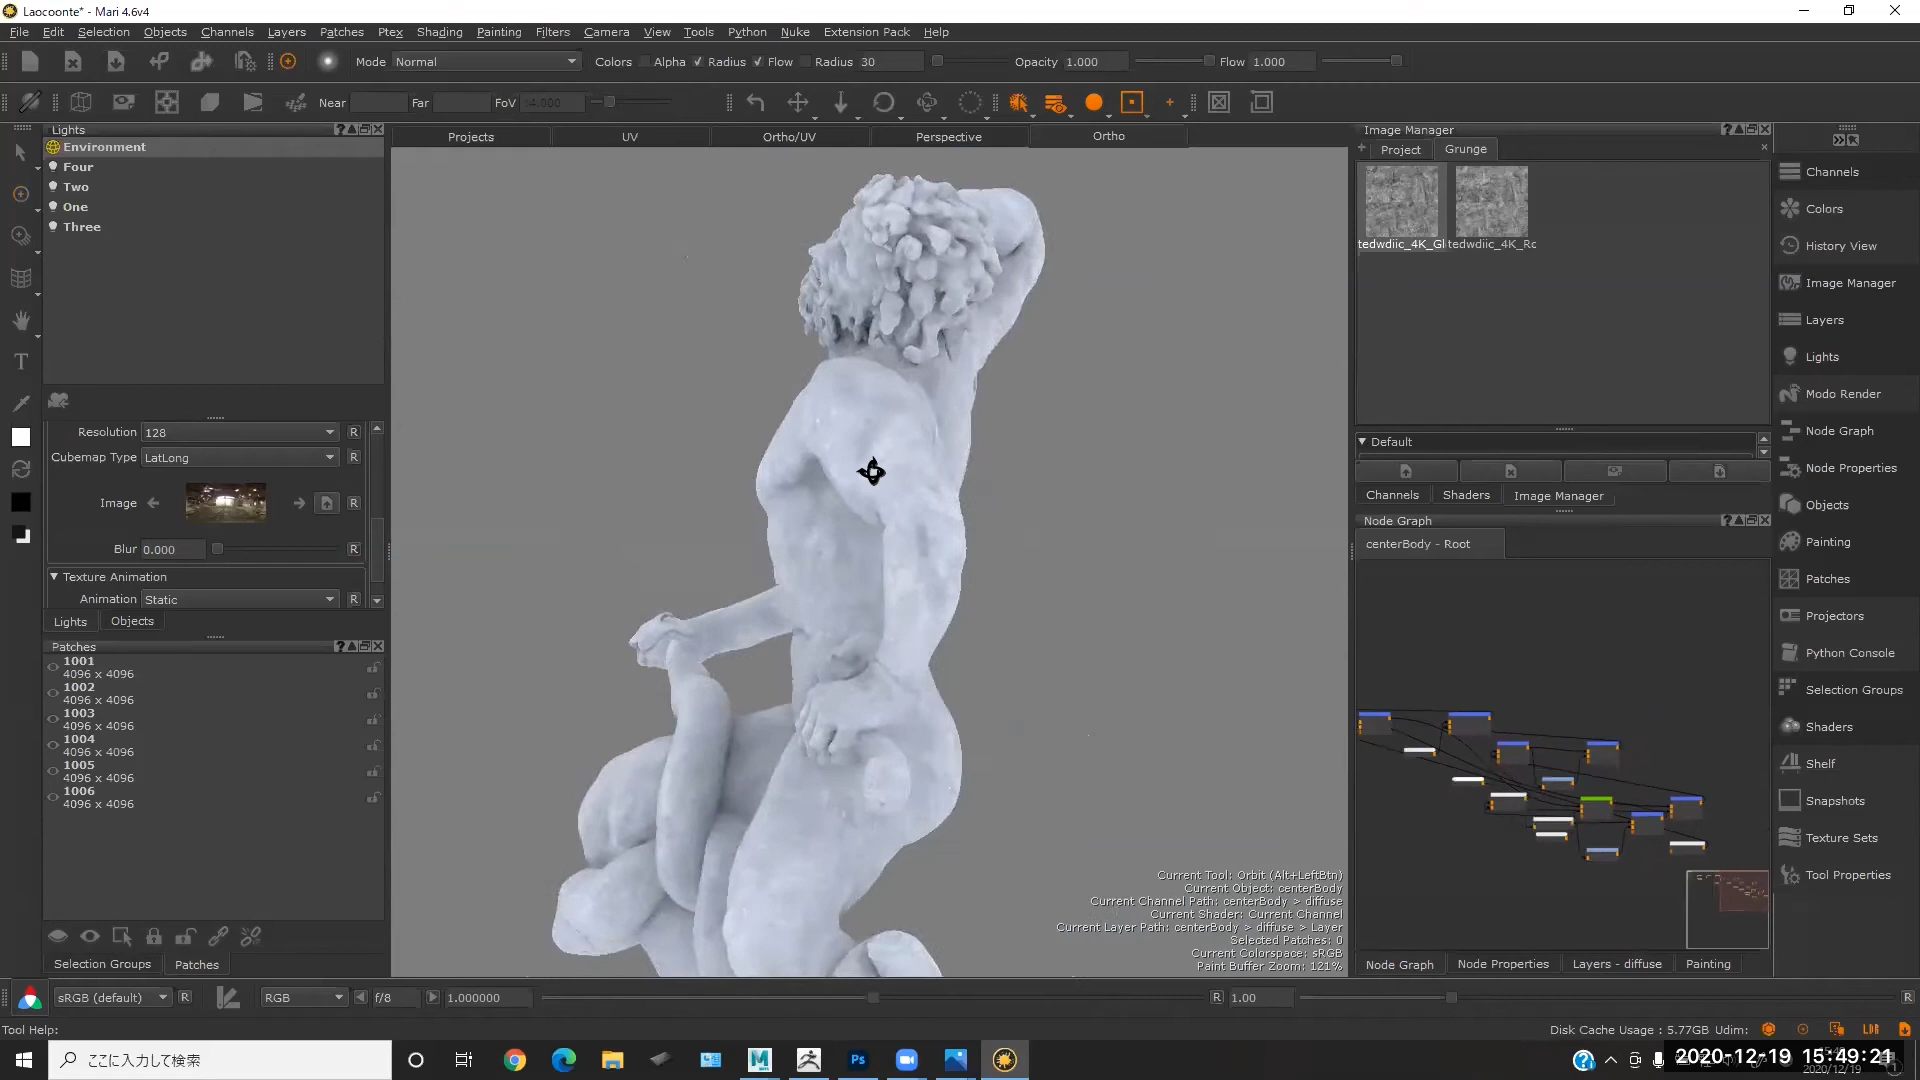 Laocoonte* - Mari 4.6v4
File Edit Selection Objects Channels Layers Patches Ptex Shading Painting Filters Camera View Tools Python Nuke Extension Pack Help
Mode Normal Colors Alpha Radius Flow Radius 30 Opacity 1.000 Flow 1.000
Near Far FoV
Lights
Projects UV Ortho/UV Perspective Ortho
Image Manager
Environment
Four
Two
One
Three
Project Grunge
tedwdiic_4K_Gl tedwdiic_4K_Rc
Channels
Colors
History View
Image Manager
Layers
Lights
Modo Render
Node Graph
Node Properties
Objects
Painting
Patches
Projectors
Python Console
Selection Groups
Shaders
Shelf
Snapshots
Texture Sets
Tool Properties
Resolution 128 R
Cubemap Type LatLong R
Image R
Blur 0.000 R
Texture Animation
Animation Static R
Lights Objects
Default
Channels Shaders Image Manager
Node Graph
centerBody - Root
Patches
1001
4096 x 4096
1002
4096 x 4096
1003
4096 x 4096
1004
4096 x 4096
1005
4096 x 4096
1006
4096 x 4096
Current Tool: Orbit (Alt+LeftBtn)
Current Object: centerBody
Current Channel Path: centerBody > diffuse
Current Shader: Current Channel
Current Layer Path: centerBody > diffuse > Layer
Selected Patches: 0
Current Colorspace: sRGB
Paint Buffer Zoom: 121%
Selection Groups Patches
Node Graph Node Properties Layers - diffuse Painting
sRGB (default) R RGB f/8 1.000000 R 1.00 R
Tool Help:
Disk Cache Usage : 5.77GB Udim: LDR
ここに入力して検索
2020-12-19 15:49:21
2020/12/19